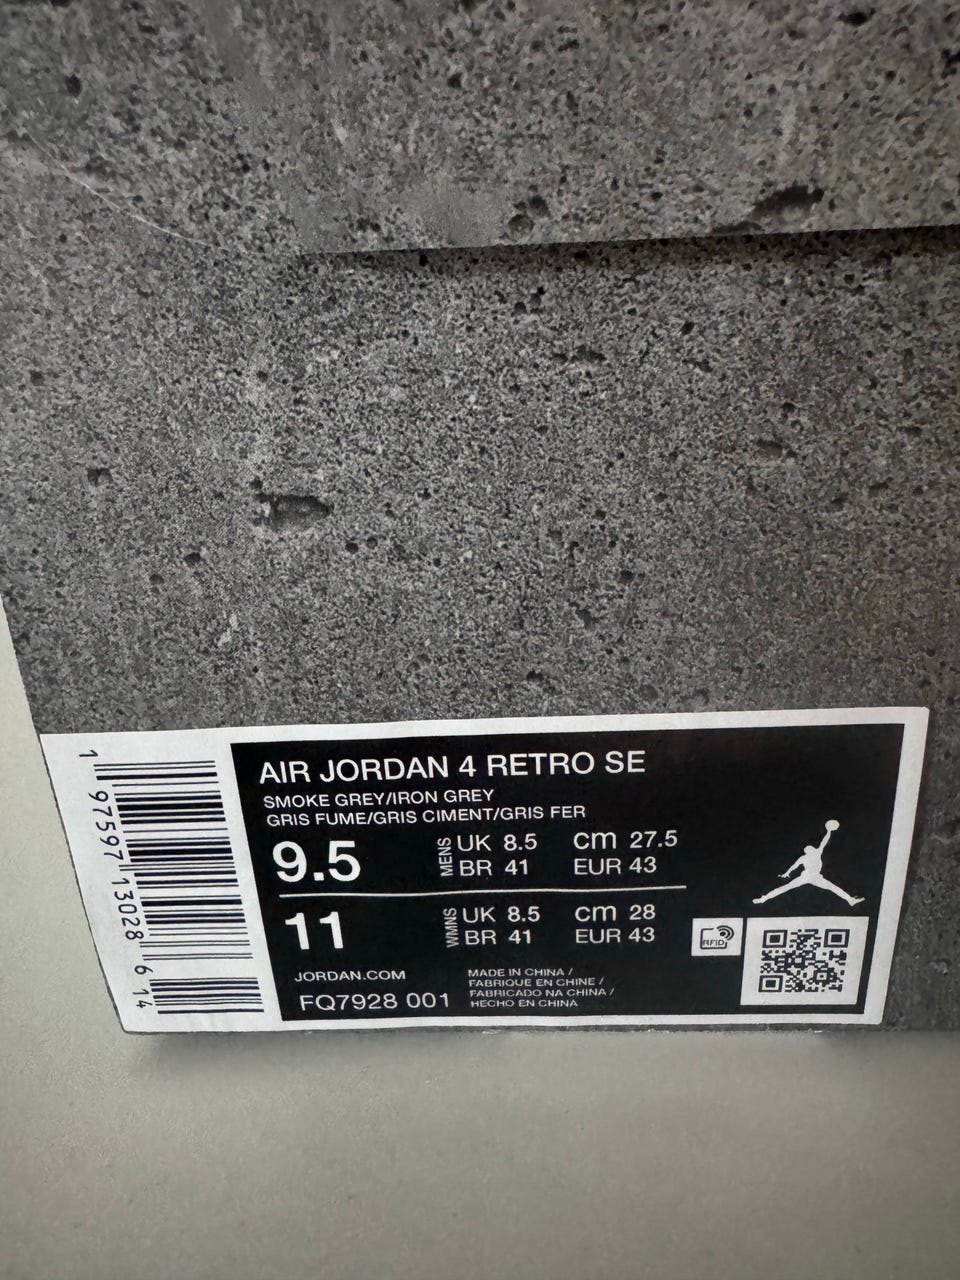 1 97597 13028 6 14
AIR JORDAN 4 RETRO SE
SMOKE GREY/IRON GREY
GRIS FUME/GRIS CIMENT/GRIS FER
9.5 MENS UK 8.5 cm 27.5
BR 41 EUR 43
11 WMNS UK 8.5 cm 28
BR 41 EUR 43
RFID
JORDAN.COM
FQ7928 001
MADE IN CHINA /
FABRIQUE EN CHINE /
FABRICADO NA CHINA /
HECHO EN CHINA